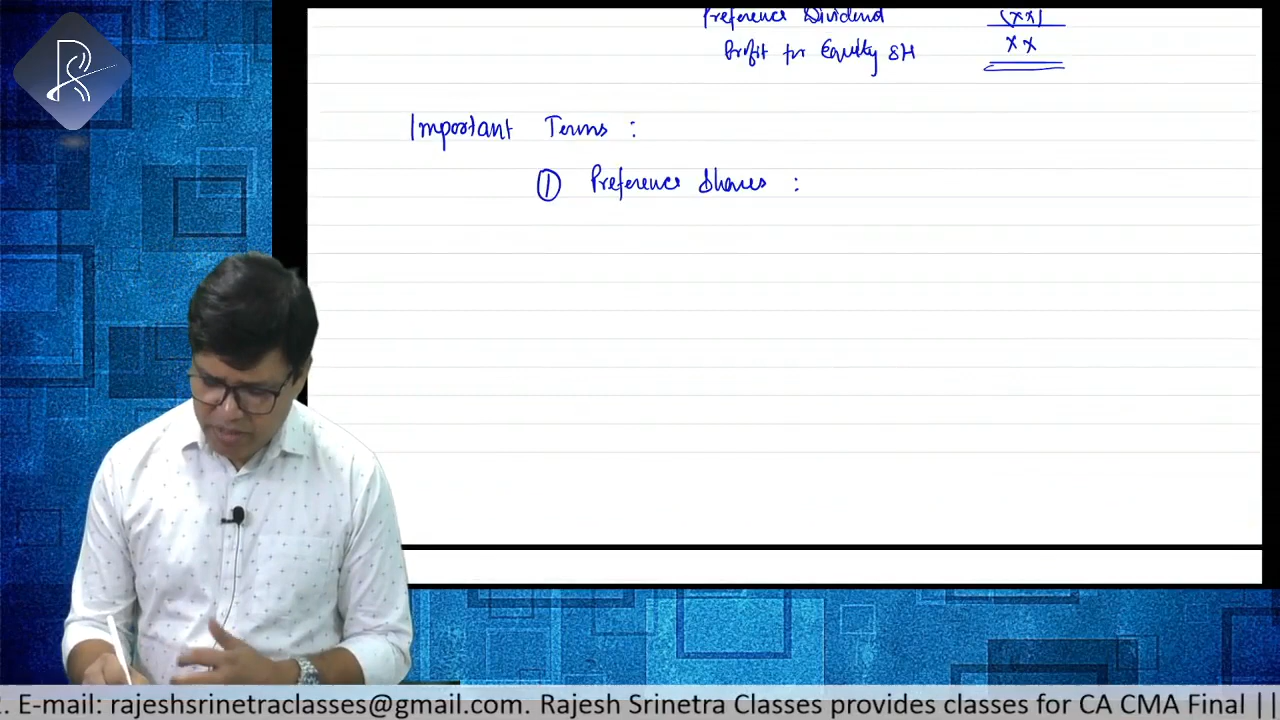 Preference Dividend (xx)
Profit for Equity SH xx
Important Terms :
① Preference Shares :
2. E-mail: rajeshsrinetraclasses@gmail.com. Rajesh Srinetra Classes provides classes for CA CMA Final ||